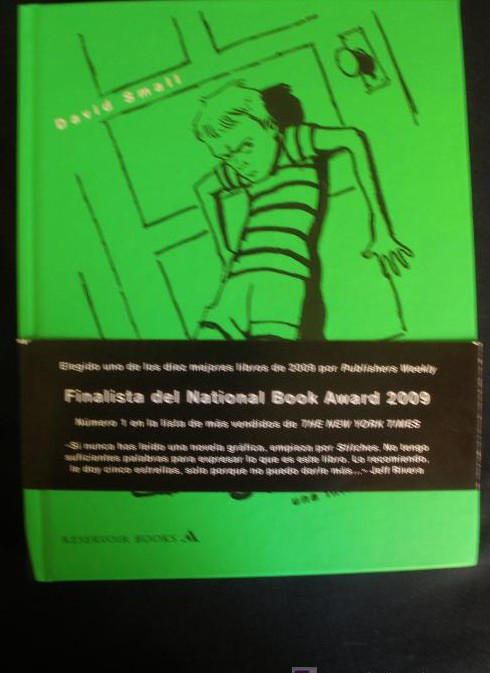 David Small
Elegido uno de los diez mejores libros de 2009 por Publishers Weekly
Finalista del National Book Award 2009
Número 1 en la lista de más vendidos de THE NEW YORK TIMES
«Si nunca has leído una novela gráfica, empieza por Stitches. No tengo
suficientes palabras para expresar lo que es este libro. Lo recomiendo,
le doy cinco estrellas, solo porque no puedo darle más...» Jeff Rivera
una
RESERVOIR BOOKS